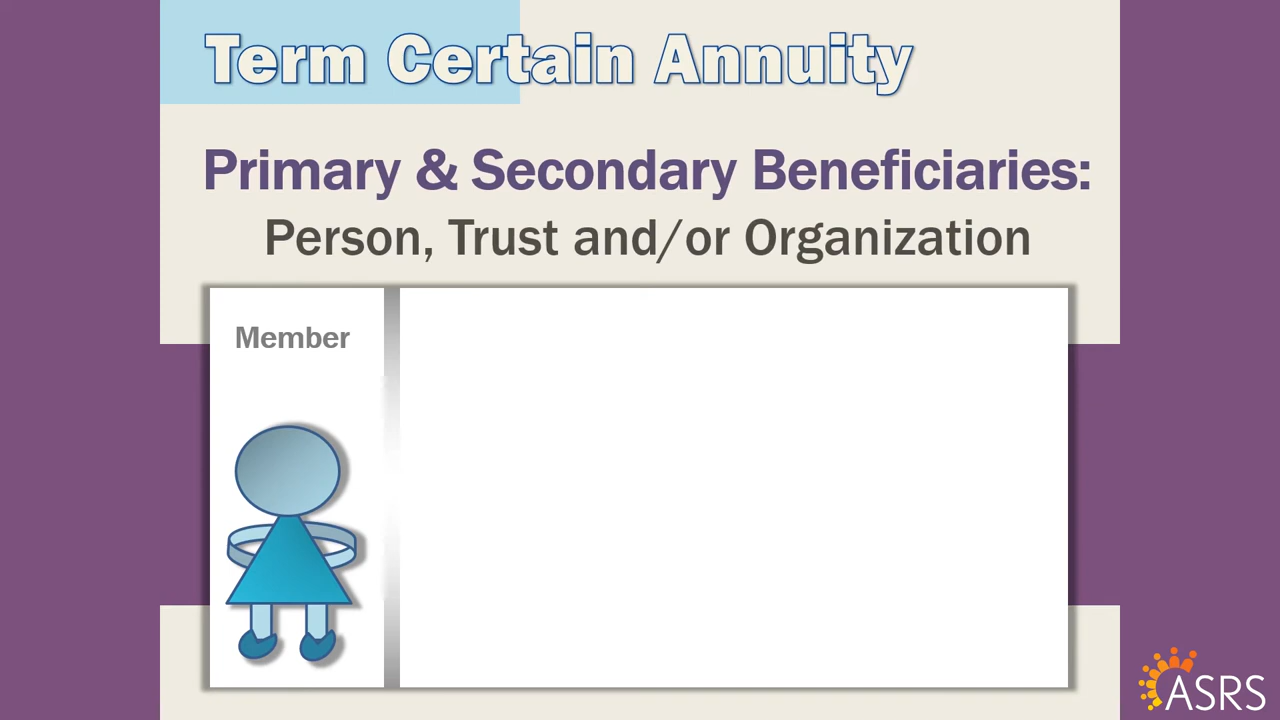 Term Certain Annuity
Primary & Secondary Beneficiaries:
Person, Trust and/or Organization
Member
ASRS